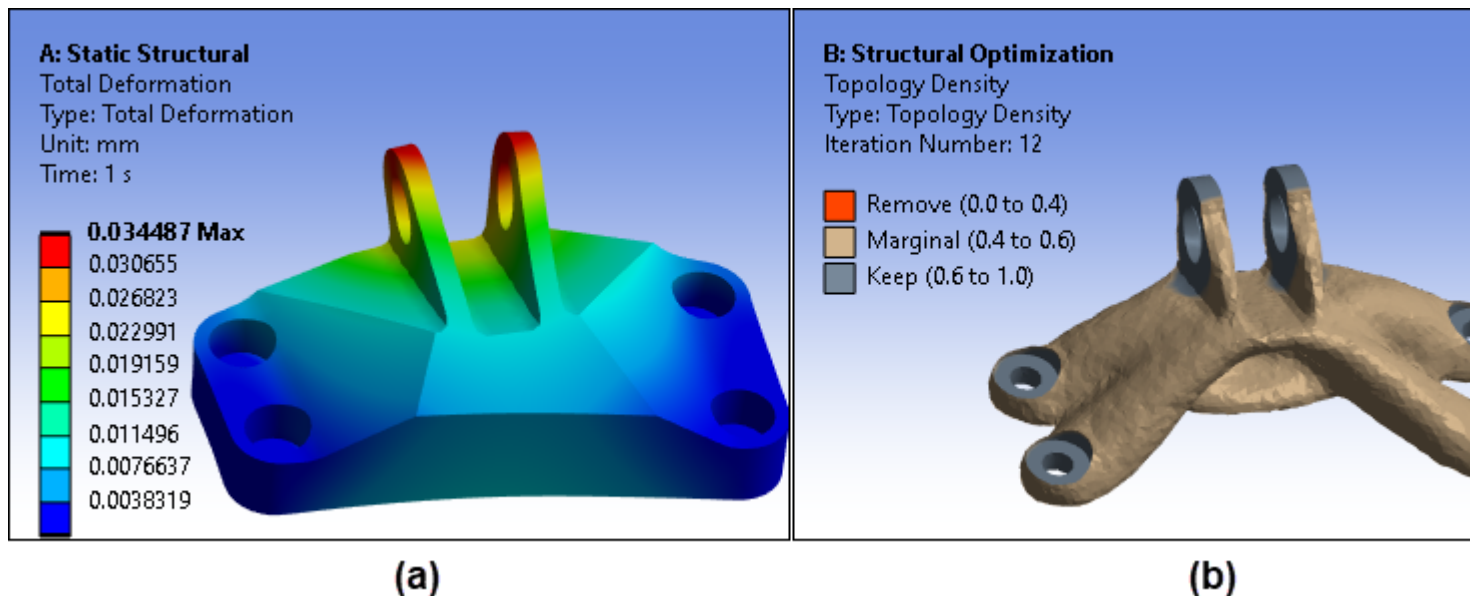 A: Static Structural
Total Deformation
Type: Total Deformation
Unit: mm
Time: 1 s
0.034487 Max
0.030655
0.026823
0.022991
0.019159
0.015327
0.011496
0.0076637
0.0038319
(a)
B: Structural Optimization
Topology Density
Type: Topology Density
Iteration Number: 12
Remove (0.0 to 0.4)
Marginal (0.4 to 0.6)
Keep (0.6 to 1.0)
(b)